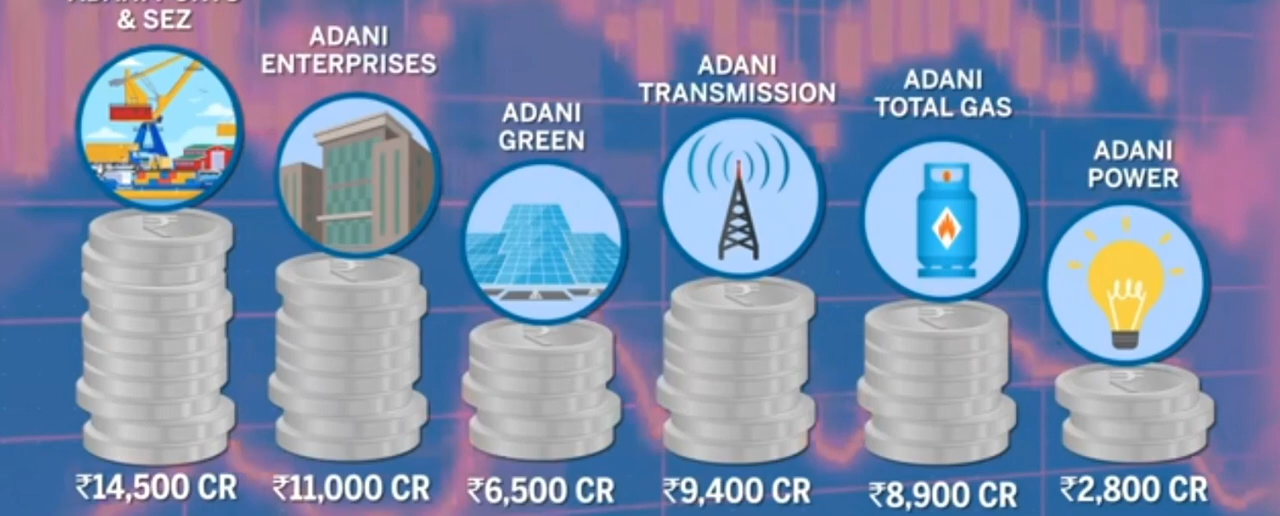 & SEZ
₹14,500 CR
ADANI
ENTERPRISES
₹11,000 CR
ADANI
GREEN
₹6,500 CR
ADANI
TRANSMISSION
₹9,400 CR
ADANI
TOTAL GAS
₹8,900 CR
ADANI
POWER
₹2,800 CR